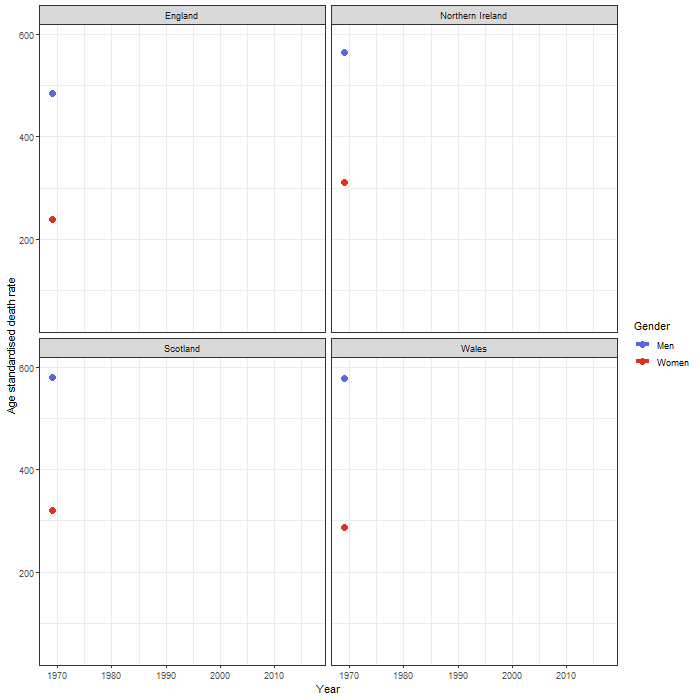 England
Northern Ireland
600
400
200
Scotland
Wales
600
400
200
1970 1980 1990 2000 2010
1970 1980 1990 2000 2010
Year
Age standardised death rate
Gender
Men
Women